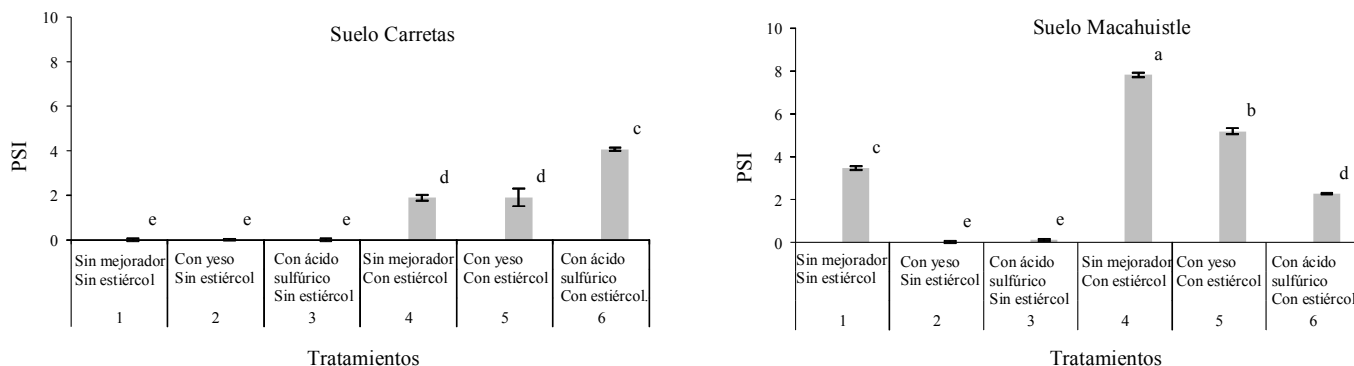 Suelo Carretas
10
8
6
4
2
0
PSI
e
e
e
d
d
c
Sin mejorador
Sin estiércol
Con yeso
Sin estiércol
Con ácido
sulfúrico
Sin estiércol
Sin mejorador
Con estiércol
Con yeso
Con estiércol
Con ácido
sulfúrico
Con estiércol.
1 2 3 4 5 6
Tratamientos
Suelo Macahuistle
10
8
6
4
2
0
PSI
c
e
e
a
b
d
Sin mejorador
Sin estiércol
Con yeso
Sin estiércol
Con ácido
sulfúrico
Sin estiércol
Sin mejorador
Con estiércol
Con yeso
Con estiércol
Con ácido
sulfúrico
Con estiércol
1 2 3 4 5 6
Tratamientos